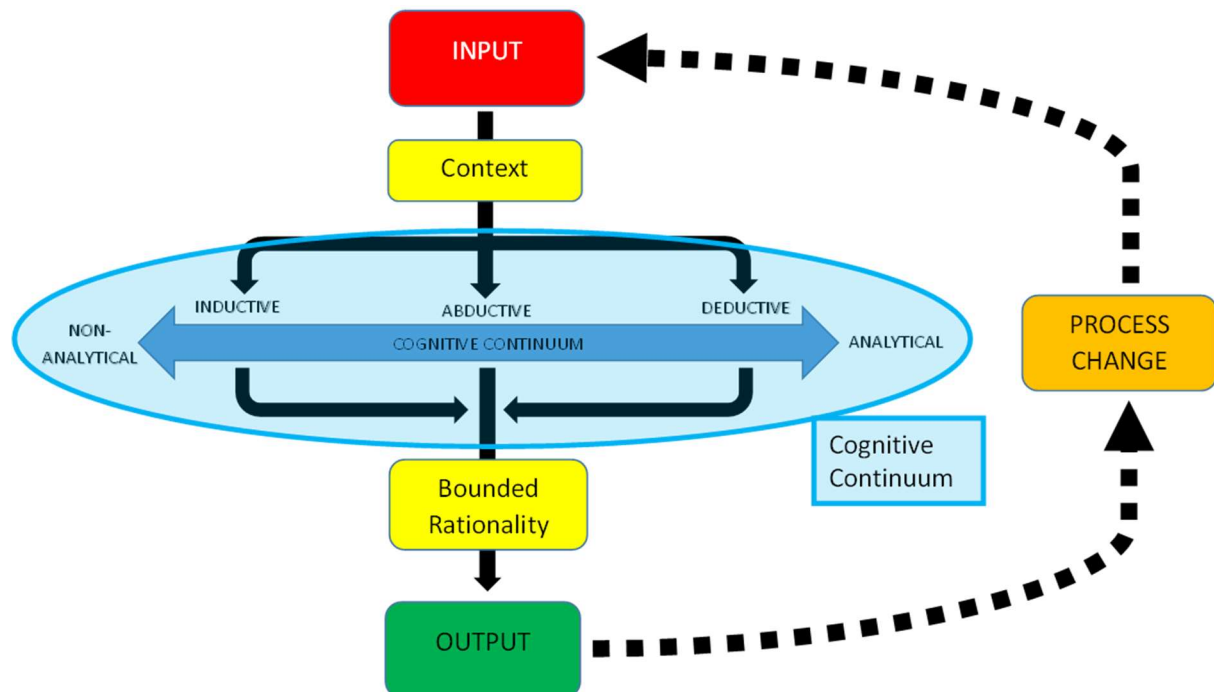 INPUT
Context
INDUCTIVE
ABDUCTIVE
DEDUCTIVE
NON-
ANALYTICAL
COGNITIVE CONTINUUM
ANALYTICAL
PROCESS
CHANGE
Cognitive
Continuum
Bounded
Rationality
OUTPUT